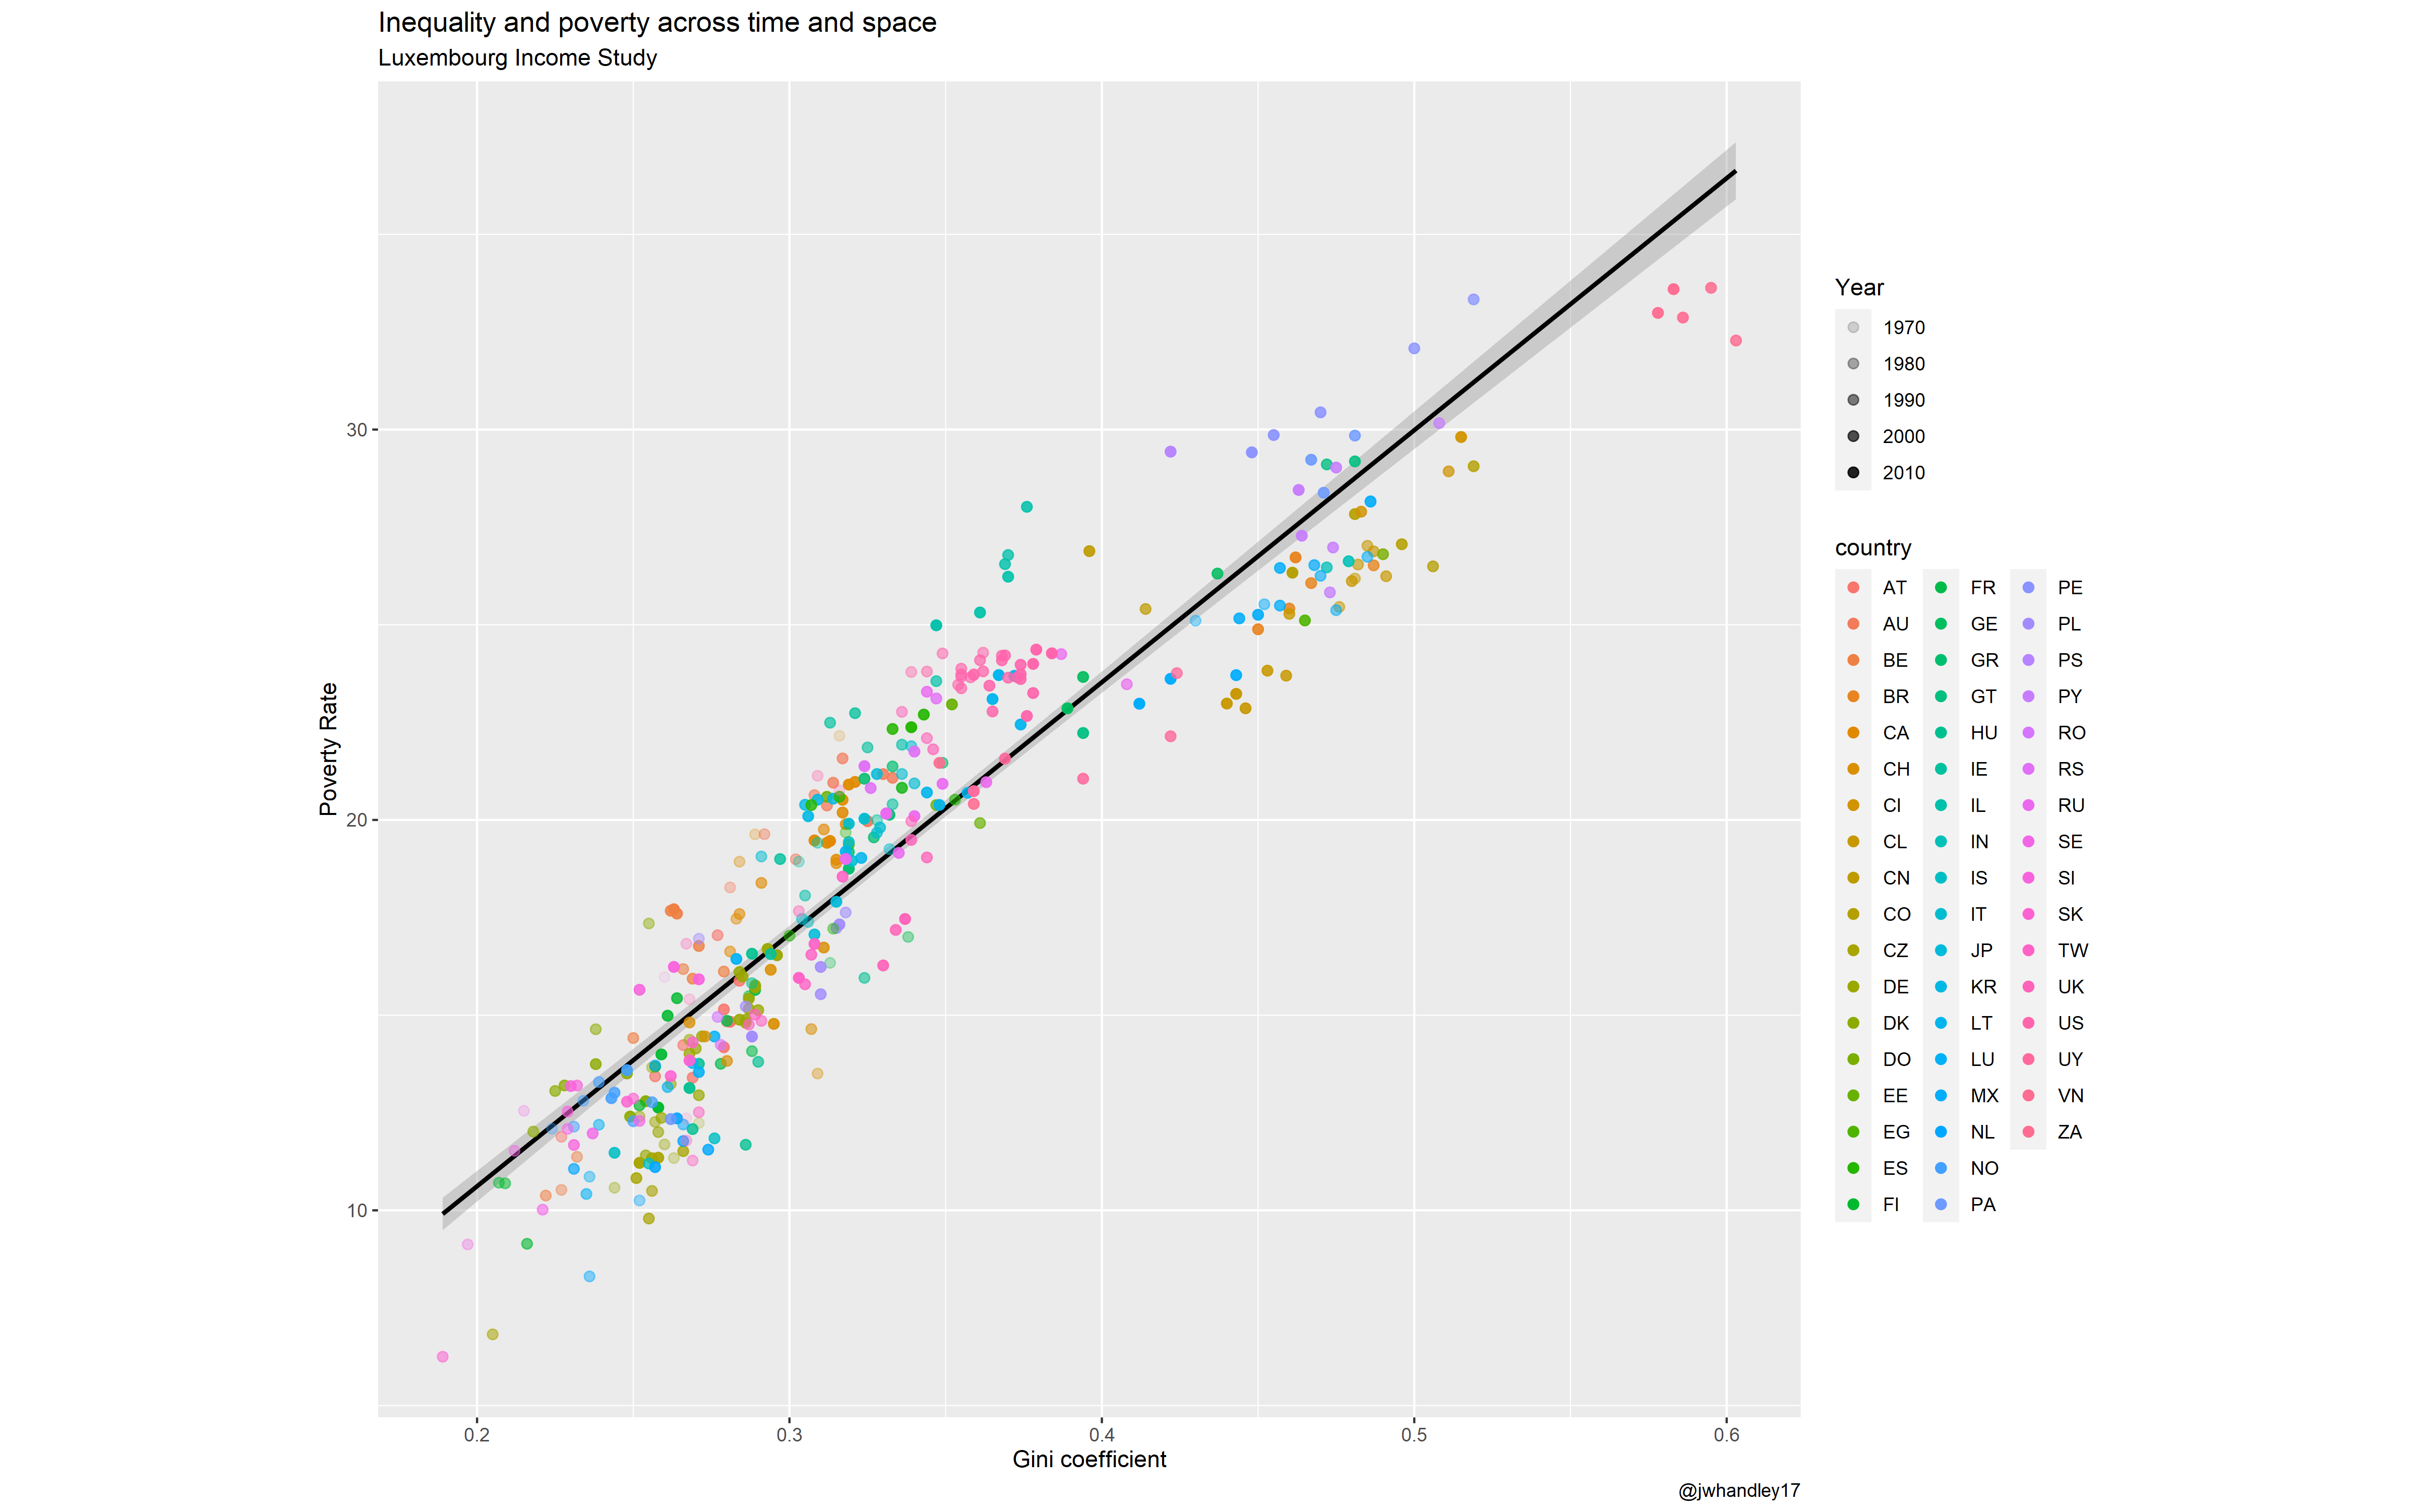 Inequality and poverty across time and space
Luxembourg Income Study
Poverty Rate
30
20
10
0.2
0.3
0.4
0.5
0.6
Gini coefficient
@jwhandley17
Year
1970
1980
1990
2000
2010
country
AT
AU
BE
BR
CA
CH
CI
CL
CN
CO
CZ
DE
DK
DO
EE
EG
ES
FI
FR
GE
GR
GT
HU
IE
IL
IN
IS
IT
JP
KR
LT
LU
MX
NL
NO
PA
PE
PL
PS
PY
RO
RS
RU
SE
SI
SK
TW
UK
US
UY
VN
ZA